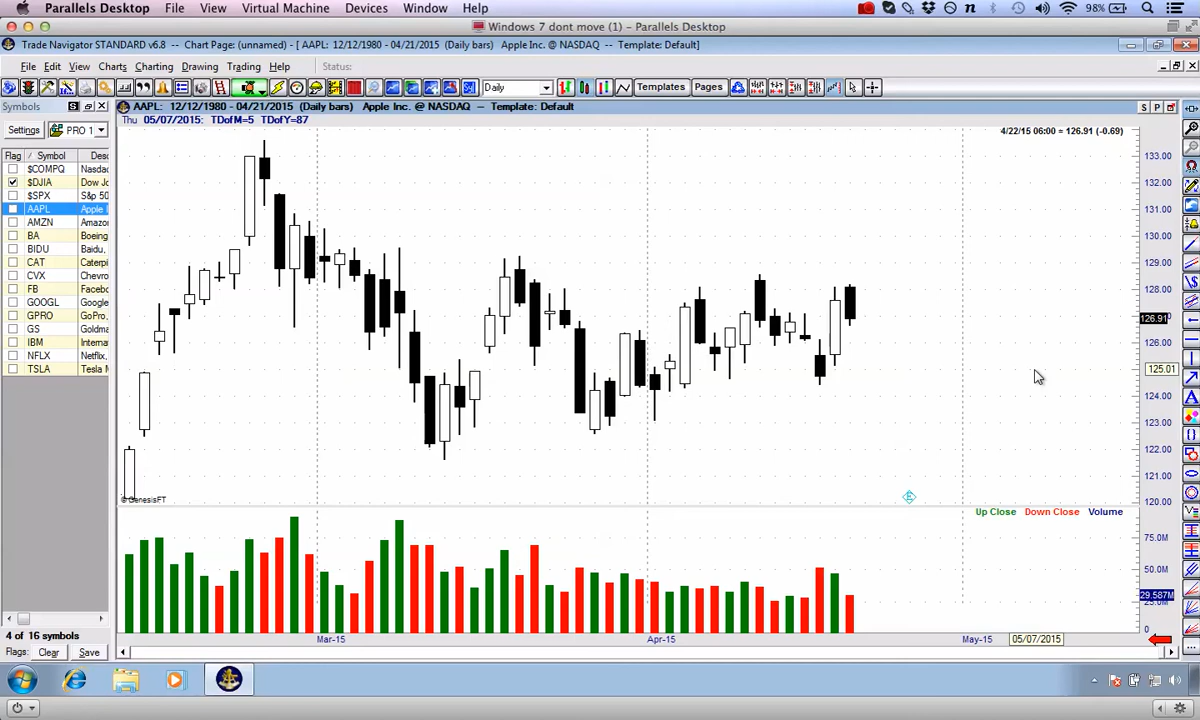 Parallels Desktop File View Virtual Machine Devices Window Help 98%
Windows 7 dont move (1) - Parallels Desktop
Trade Navigator STANDARD v6.8 -- Chart Page: (unnamed) - [ AAPL: 12/12/1980 - 04/21/2015 (Daily bars) Apple Inc. @ NASDAQ -- Template: Default]
File Edit View Charts Charting Drawing Trading Help Status:
Daily Templates Pages
Symbols S AAPL: 12/12/1980 - 04/21/2015 (Daily bars) Apple Inc. @ NASDAQ -- Template: Default S P
Thu 05/07/2015: TDofM=5 TDofY=87
Settings PRO 1
4/22/15 06:00 = 126.91 (-0.69)
Flag Symbol Desc
$COMPQ Nasdac
$DJIA Dow Jo
$SPX S&p 50
AAPL Apple I
AMZN Amazon
BA Boeing
BIDU Baidu,
CAT Caterpi
CVX Chevro
FB Facebo
GOOGL Google
GPRO GoPro,
GS Goldma
IBM Interna
NFLX Netflix,
TSLA Tesla M
133.00
132.00
131.00
130.00
129.00
128.00
126.91
126.00
125.01
124.00
123.00
122.00
121.00
120.00
© GenesisFT
E
Up Close Down Close Volume
75.0M
50.0M
29.587M
25.0M
0
Mar-15 Apr-15 May-15 05/07/2015
4 of 16 symbols
Flags: Clear Save